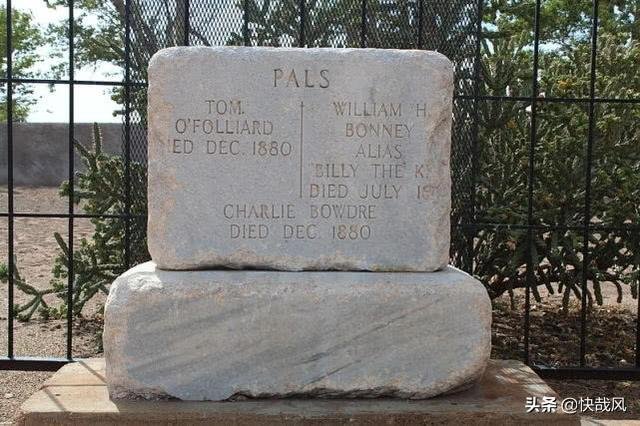 PALS
TOM
O'FOLLIARD
IED DEC. 1880
WILLIAM H.
BONNEY
ALIAS
"BILLY THE K
DIED JULY
CHARLIE BOWDRE
DIED DEC. 1880
头条 @快哉风